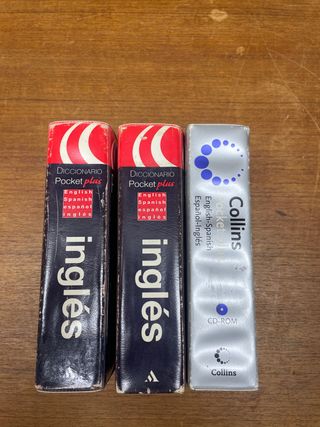 DICCIONARIO
Pocket plus
English
Spanish
español
inglés
inglés
DICCIONARIO
Pocket plus
English
Spanish
español
inglés
inglés
Collins
English-Spanish
Español-Inglés
CD-ROM
Collins